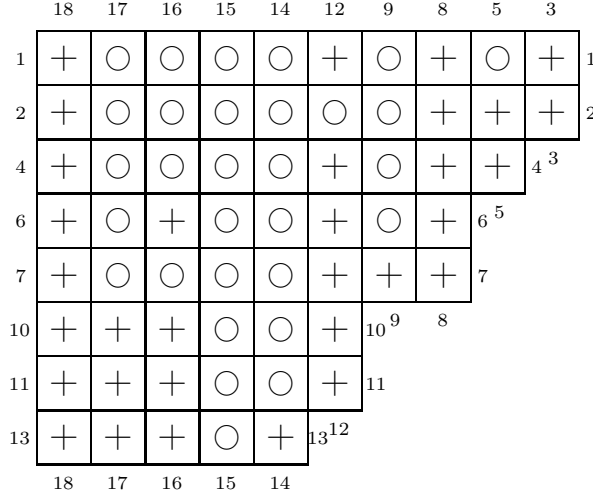 18 17 16 15 14 12 9 8 5 3
1 + ○ ○ ○ ○ + ○ + ○ + 1
2 + ○ ○ ○ ○ ○ ○ + + + 2
4 + ○ ○ ○ ○ + ○ + + 4 3
6 + ○ + ○ ○ + ○ + 6 5
7 + ○ ○ ○ ○ + + + 7
10 + + + ○ ○ + 10 9 8
11 + + + ○ ○ + 11
13 + + + ○ + 13 12
18 17 16 15 14